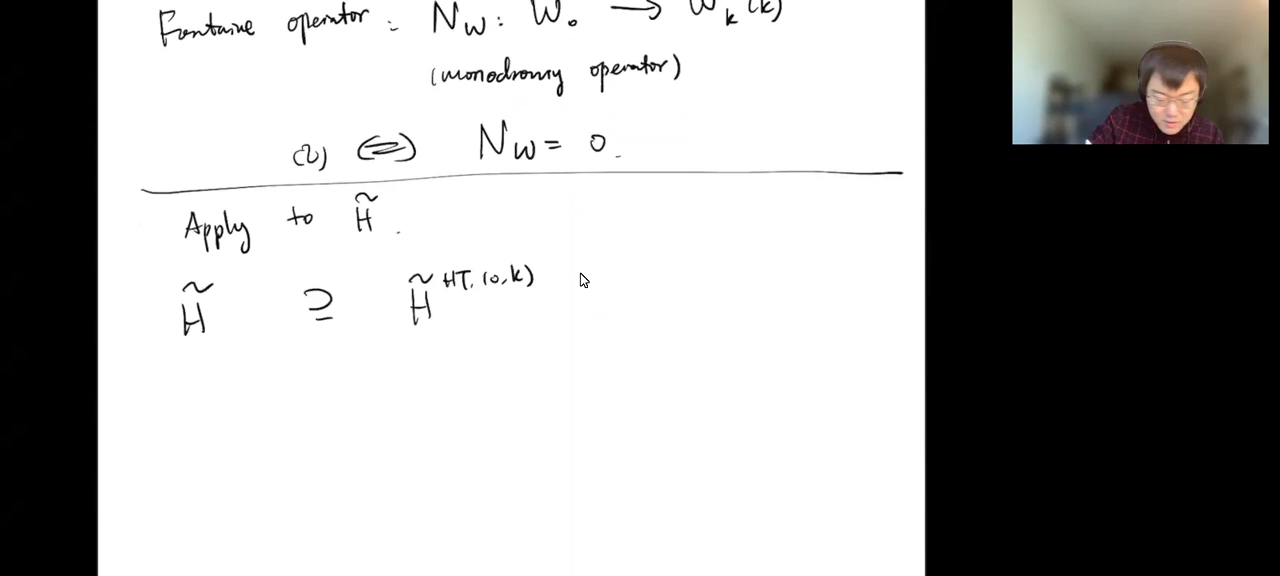 Fontaine operator : N_W : W_0 → W_k(k)
(monodromy operator)
(2) ⇔ N_W = 0.
Apply to H̃.
H̃ ⊇ H̃^{HT, (0,k)}